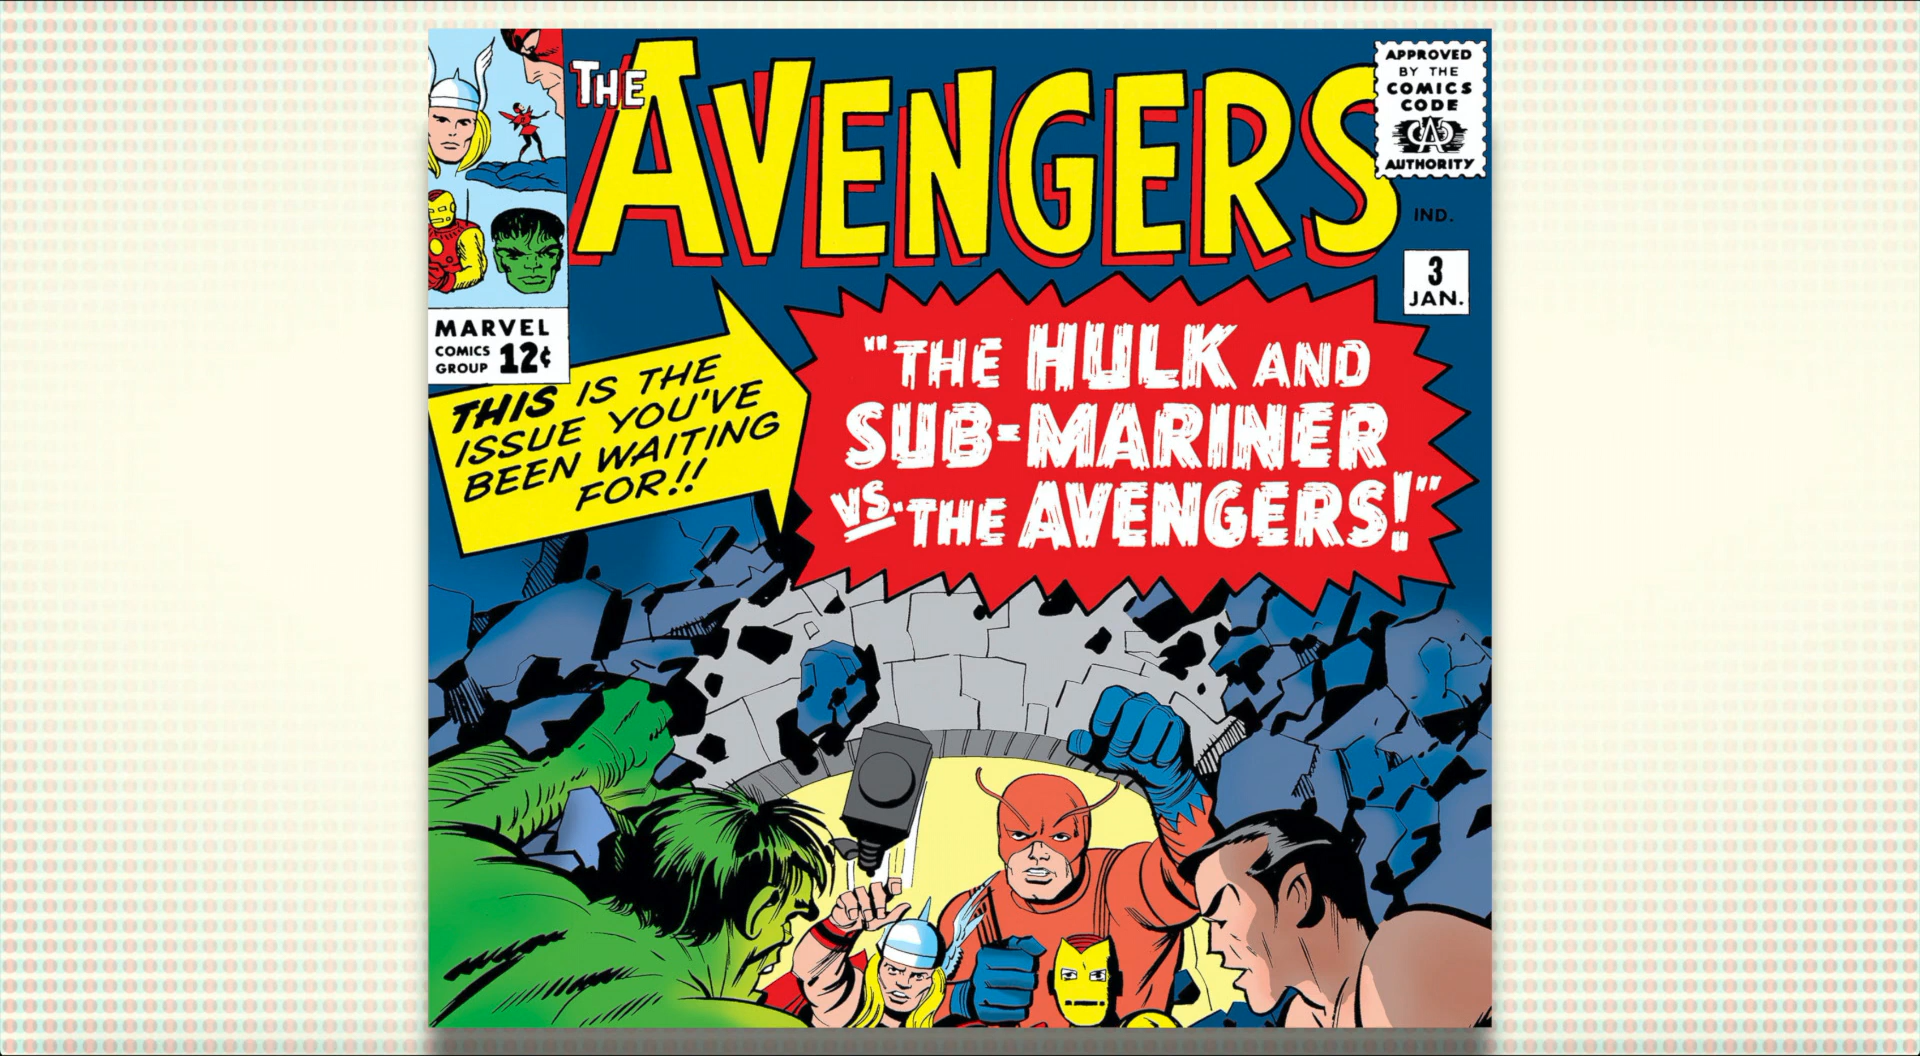 THE
AVENGERS
APPROVED
BY THE
COMICS
CODE
CA
AUTHORITY
IND.
3
JAN.
MARVEL
COMICS
GROUP 12¢
THIS IS THE
ISSUE YOU'VE
BEEN WAITING
FOR!!
"THE HULK AND
SUB-MARINER
VS. THE AVENGERS!"